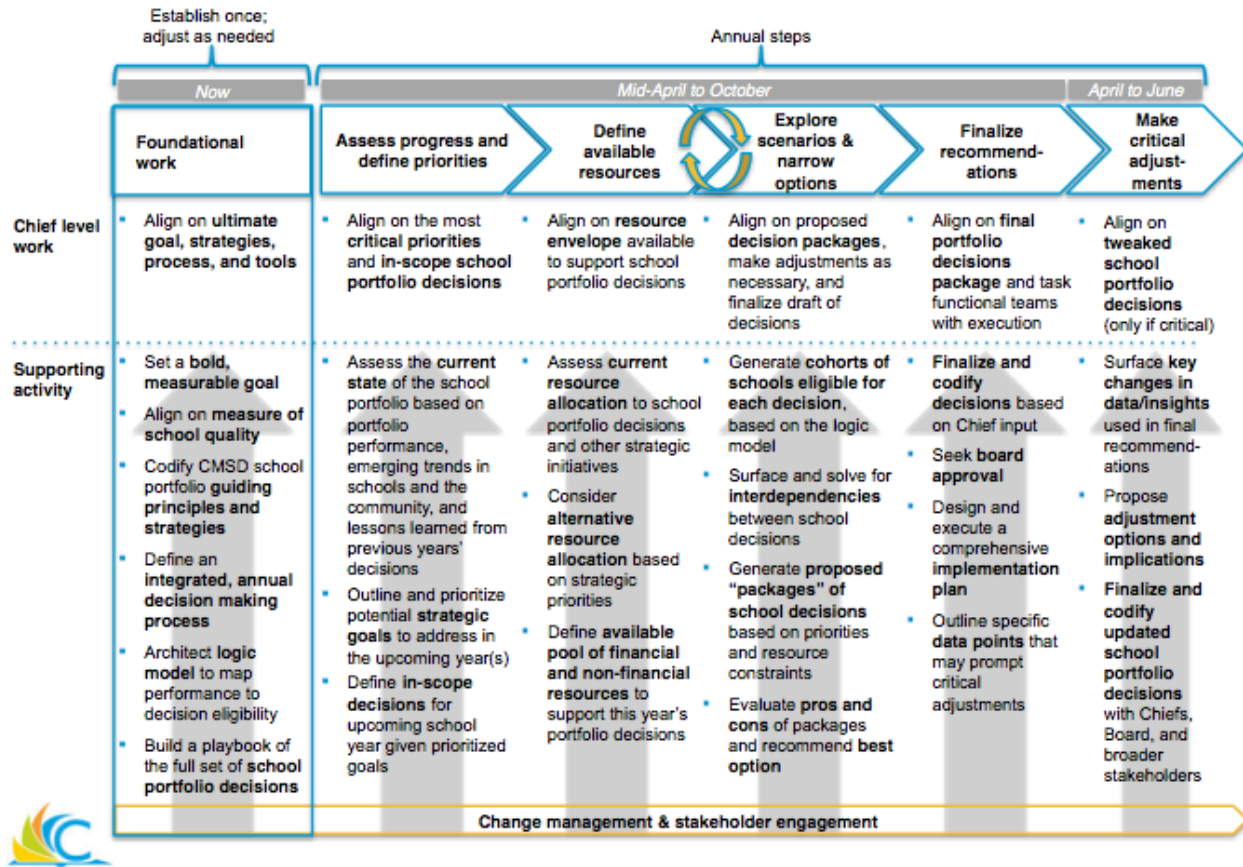 Establish once;
adjust as needed
Annual steps
Now
Mid-April to October
April to June
Foundational
work
Assess progress and
define priorities
Define
available
resources
Explore
scenarios &
narrow
options
Finalize
recommend-
ations
Make
critical
adjust-
ments
Chief level
work
▪ Align on ultimate
goal, strategies,
process, and tools
▪ Align on the most
critical priorities
and in-scope school
portfolio decisions
▪ Align on resource
envelope available
to support school
portfolio decisions
▪ Align on proposed
decision packages,
make adjustments as
necessary, and
finalize draft of
decisions
▪ Align on final
portfolio
decisions
package and task
functional teams
with execution
▪ Align on
tweaked
school
portfolio
decisions
(only if critical)
Supporting
activity
▪ Set a bold,
measurable goal
▪ Align on measure of
school quality
▪ Codify CMSD school
portfolio guiding
principles and
strategies
▪ Define an
integrated, annual
decision making
process
▪ Architect logic
model to map
performance to
decision eligibility
▪ Build a playbook of
the full set of school
portfolio decisions
▪ Assess the current
state of the school
portfolio based on
portfolio
performance,
emerging trends in
schools and the
community, and
lessons learned from
previous years'
decisions
▪ Outline and prioritize
potential strategic
goals to address in
the upcoming year(s)
▪ Define in-scope
decisions for
upcoming school
year given prioritized
goals
▪ Assess current
resource
allocation to school
portfolio decisions
and other strategic
initiatives
▪ Consider
alternative
resource
allocation based
on strategic
priorities
▪ Define available
pool of financial
and non-financial
resources to
support this year's
portfolio decisions
▪ Generate cohorts of
schools eligible for
each decision,
based on the logic
model
▪ Surface and solve for
interdependencies
between school
decisions
▪ Generate proposed
"packages" of
school decisions
based on priorities
and resource
constraints
▪ Evaluate pros and
cons of packages
and recommend best
option
▪ Finalize and
codify
decisions based
on Chief input
▪ Seek board
approval
▪ Design and
execute a
comprehensive
implementation
plan
▪ Outline specific
data points that
may prompt
critical
adjustments
▪ Surface key
changes in
data/insights
used in final
recommend-
ations
▪ Propose
adjustment
options and
implications
▪ Finalize and
codify
updated
school
portfolio
decisions
with Chiefs,
Board, and
broader
stakeholders
Change management & stakeholder engagement